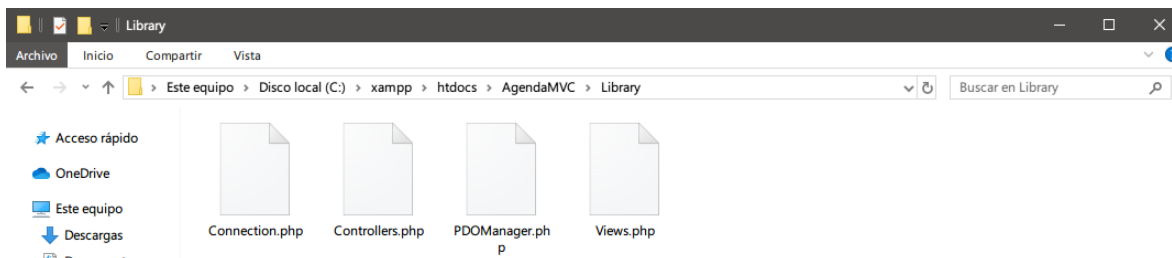 Library
Archivo Inicio Compartir Vista
Este equipo > Disco local (C:) > xampp > htdocs > AgendaMVC > Library
Buscar en Library
Acceso rápido
OneDrive
Este equipo
Descargas
Connection.php
Controllers.php
PDOManager.ph
p
Views.php